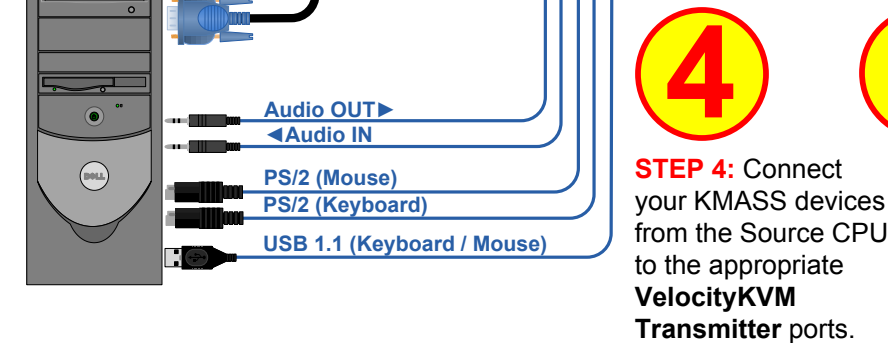 Audio OUT►
◄Audio IN
PS/2 (Mouse)
PS/2 (Keyboard)
USB 1.1 (Keyboard / Mouse)
DELL
4
STEP 4: Connect
your KMASS devices
from the Source CPU
to the appropriate
VelocityKVM
Transmitter ports.